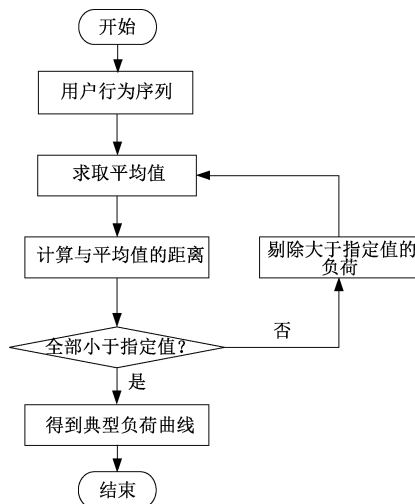 开始
用户行为序列
求取平均值
计算与平均值的距离
剔除大于指定值的
负荷
全部小于指定值?
否
是
得到典型负荷曲线
结束